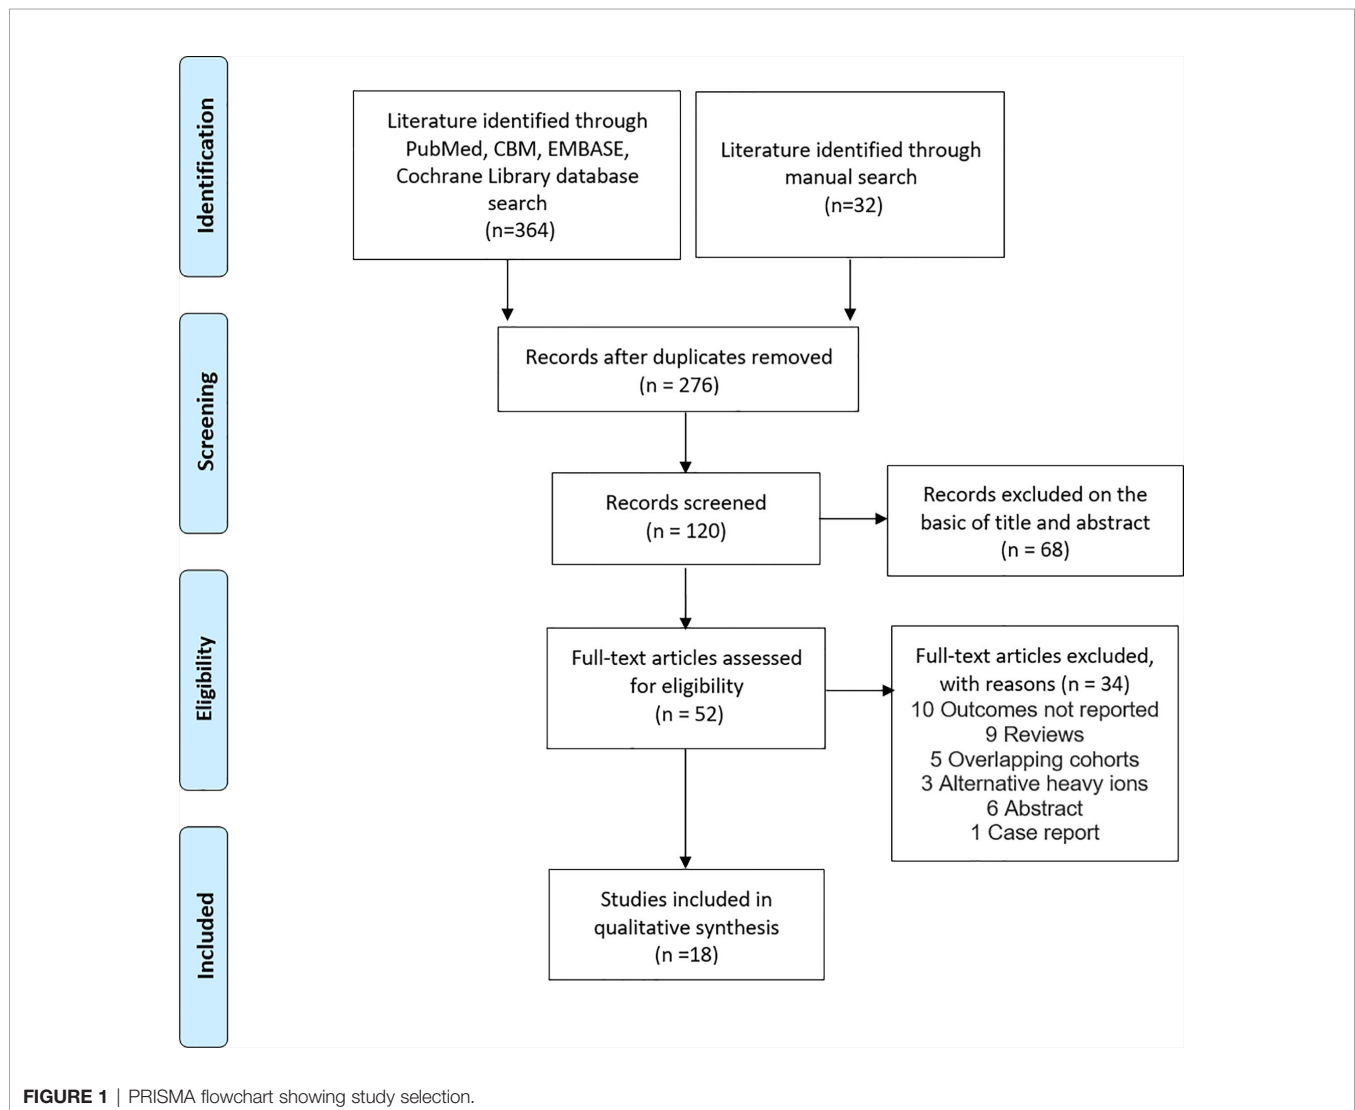 Identification
Literature identified through
PubMed, CBM, EMBASE,
Cochrane Library database
search
(n=364)
Literature identified through
manual search
(n=32)
Screening
Records after duplicates removed
(n = 276)
Records screened
(n = 120)
Records excluded on the
basic of title and abstract
(n = 68)
Eligibility
Full-text articles assessed
for eligibility
(n = 52)
Full-text articles excluded,
with reasons (n = 34)
10 Outcomes not reported
9 Reviews
5 Overlapping cohorts
3 Alternative heavy ions
6 Abstract
1 Case report
Included
Studies included in
qualitative synthesis
(n =18)
FIGURE 1 | PRISMA flowchart showing study selection.